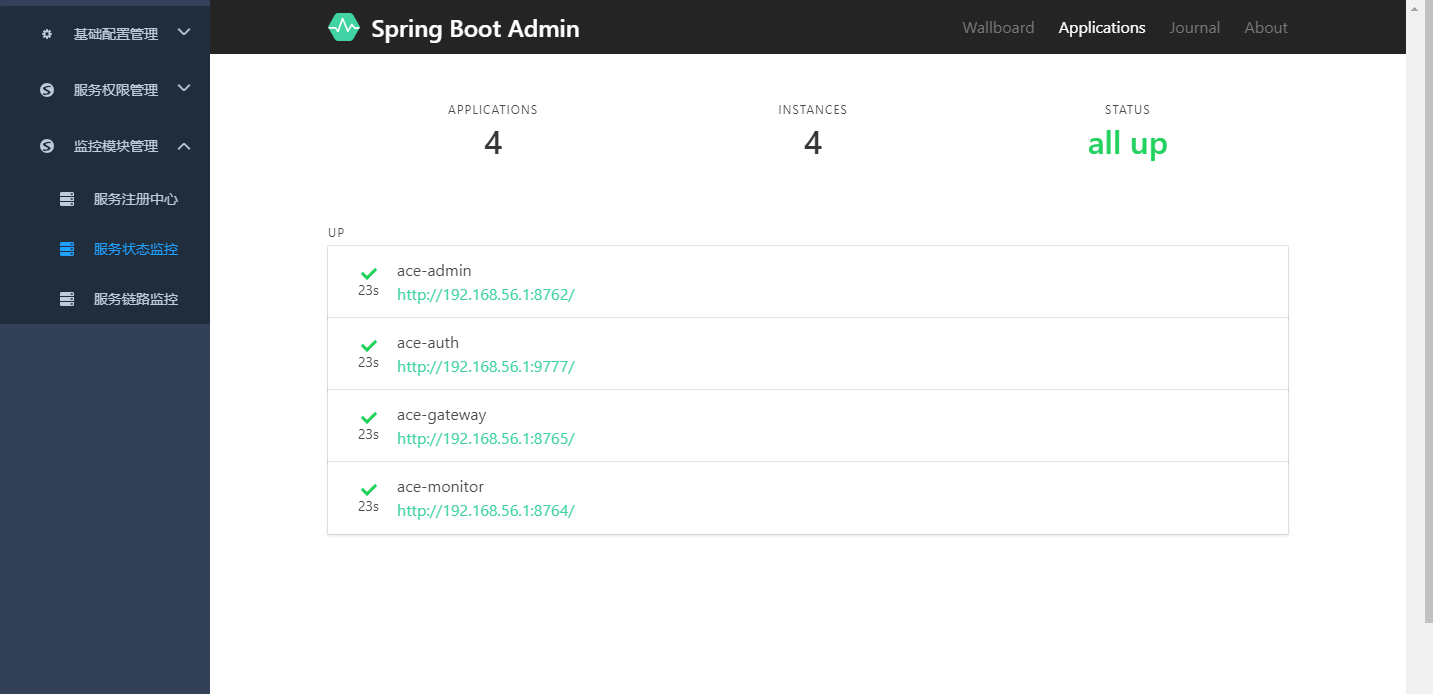 基础配置管理
服务权限管理
监控模块管理
服务注册中心
服务状态监控
服务链路监控
Spring Boot Admin
Wallboard Applications Journal About
APPLICATIONS INSTANCES STATUS
4 4 all up
UP
ace-admin
23s http://192.168.56.1:8762/
ace-auth
23s http://192.168.56.1:9777/
ace-gateway
23s http://192.168.56.1:8765/
ace-monitor
23s http://192.168.56.1:8764/